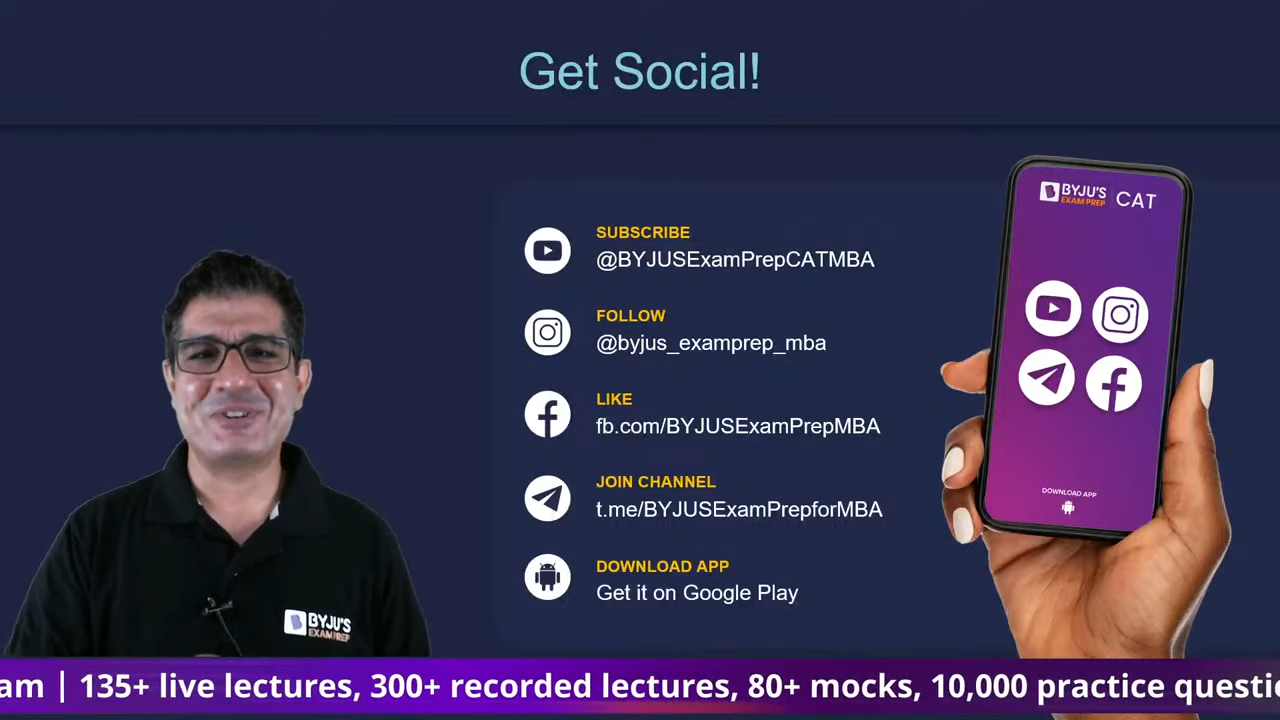 Get Social!
SUBSCRIBE
@BYJUSExamPrepCATMBA
FOLLOW
@byjus_examprep_mba
LIKE
fb.com/BYJUSExamPrepMBA
JOIN CHANNEL
t.me/BYJUSExamPrepforMBA
DOWNLOAD APP
Get it on Google Play
BYJU'S
EXAM PREP
CAT
DOWNLOAD APP
BYJU'S
EXAM PREP
am | 135+ live lectures, 300+ recorded lectures, 80+ mocks, 10,000 practice questi